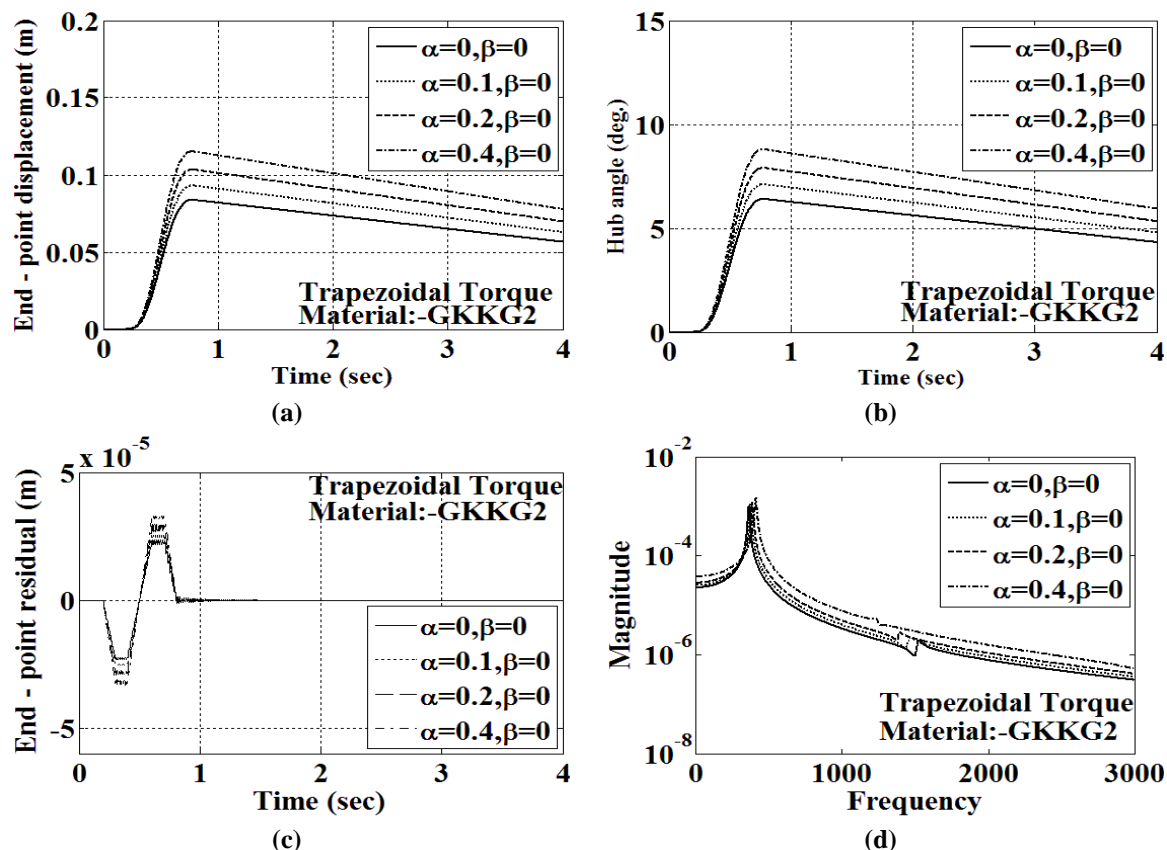 0.2
0.15
0.1
0.05
0
End - point displacement (m)
α=0,β=0
α=0.1,β=0
α=0.2,β=0
α=0.4,β=0
Trapezoidal Torque
Material:-GKKG2
0 1 2 3 4
Time (sec)
(a)
15
10
5
0
Hub angle (deg.)
α=0,β=0
α=0.1,β=0
α=0.2,β=0
α=0.4,β=0
Trapezoidal Torque
Material:-GKKG2
0 1 2 3 4
Time (sec)
(b)
x 10-5
5
0
-5
End - point residual (m)
Trapezoidal Torque
Material:-GKKG2
α=0,β=0
α=0.1,β=0
α=0.2,β=0
α=0.4,β=0
0 1 2 3 4
Time (sec)
(c)
10-2
10-4
10-6
10-8
Magnitude
α=0,β=0
α=0.1,β=0
α=0.2,β=0
α=0.4,β=0
Trapezoidal Torque
Material:-GKKG2
0 1000 2000 3000
Frequency
(d)